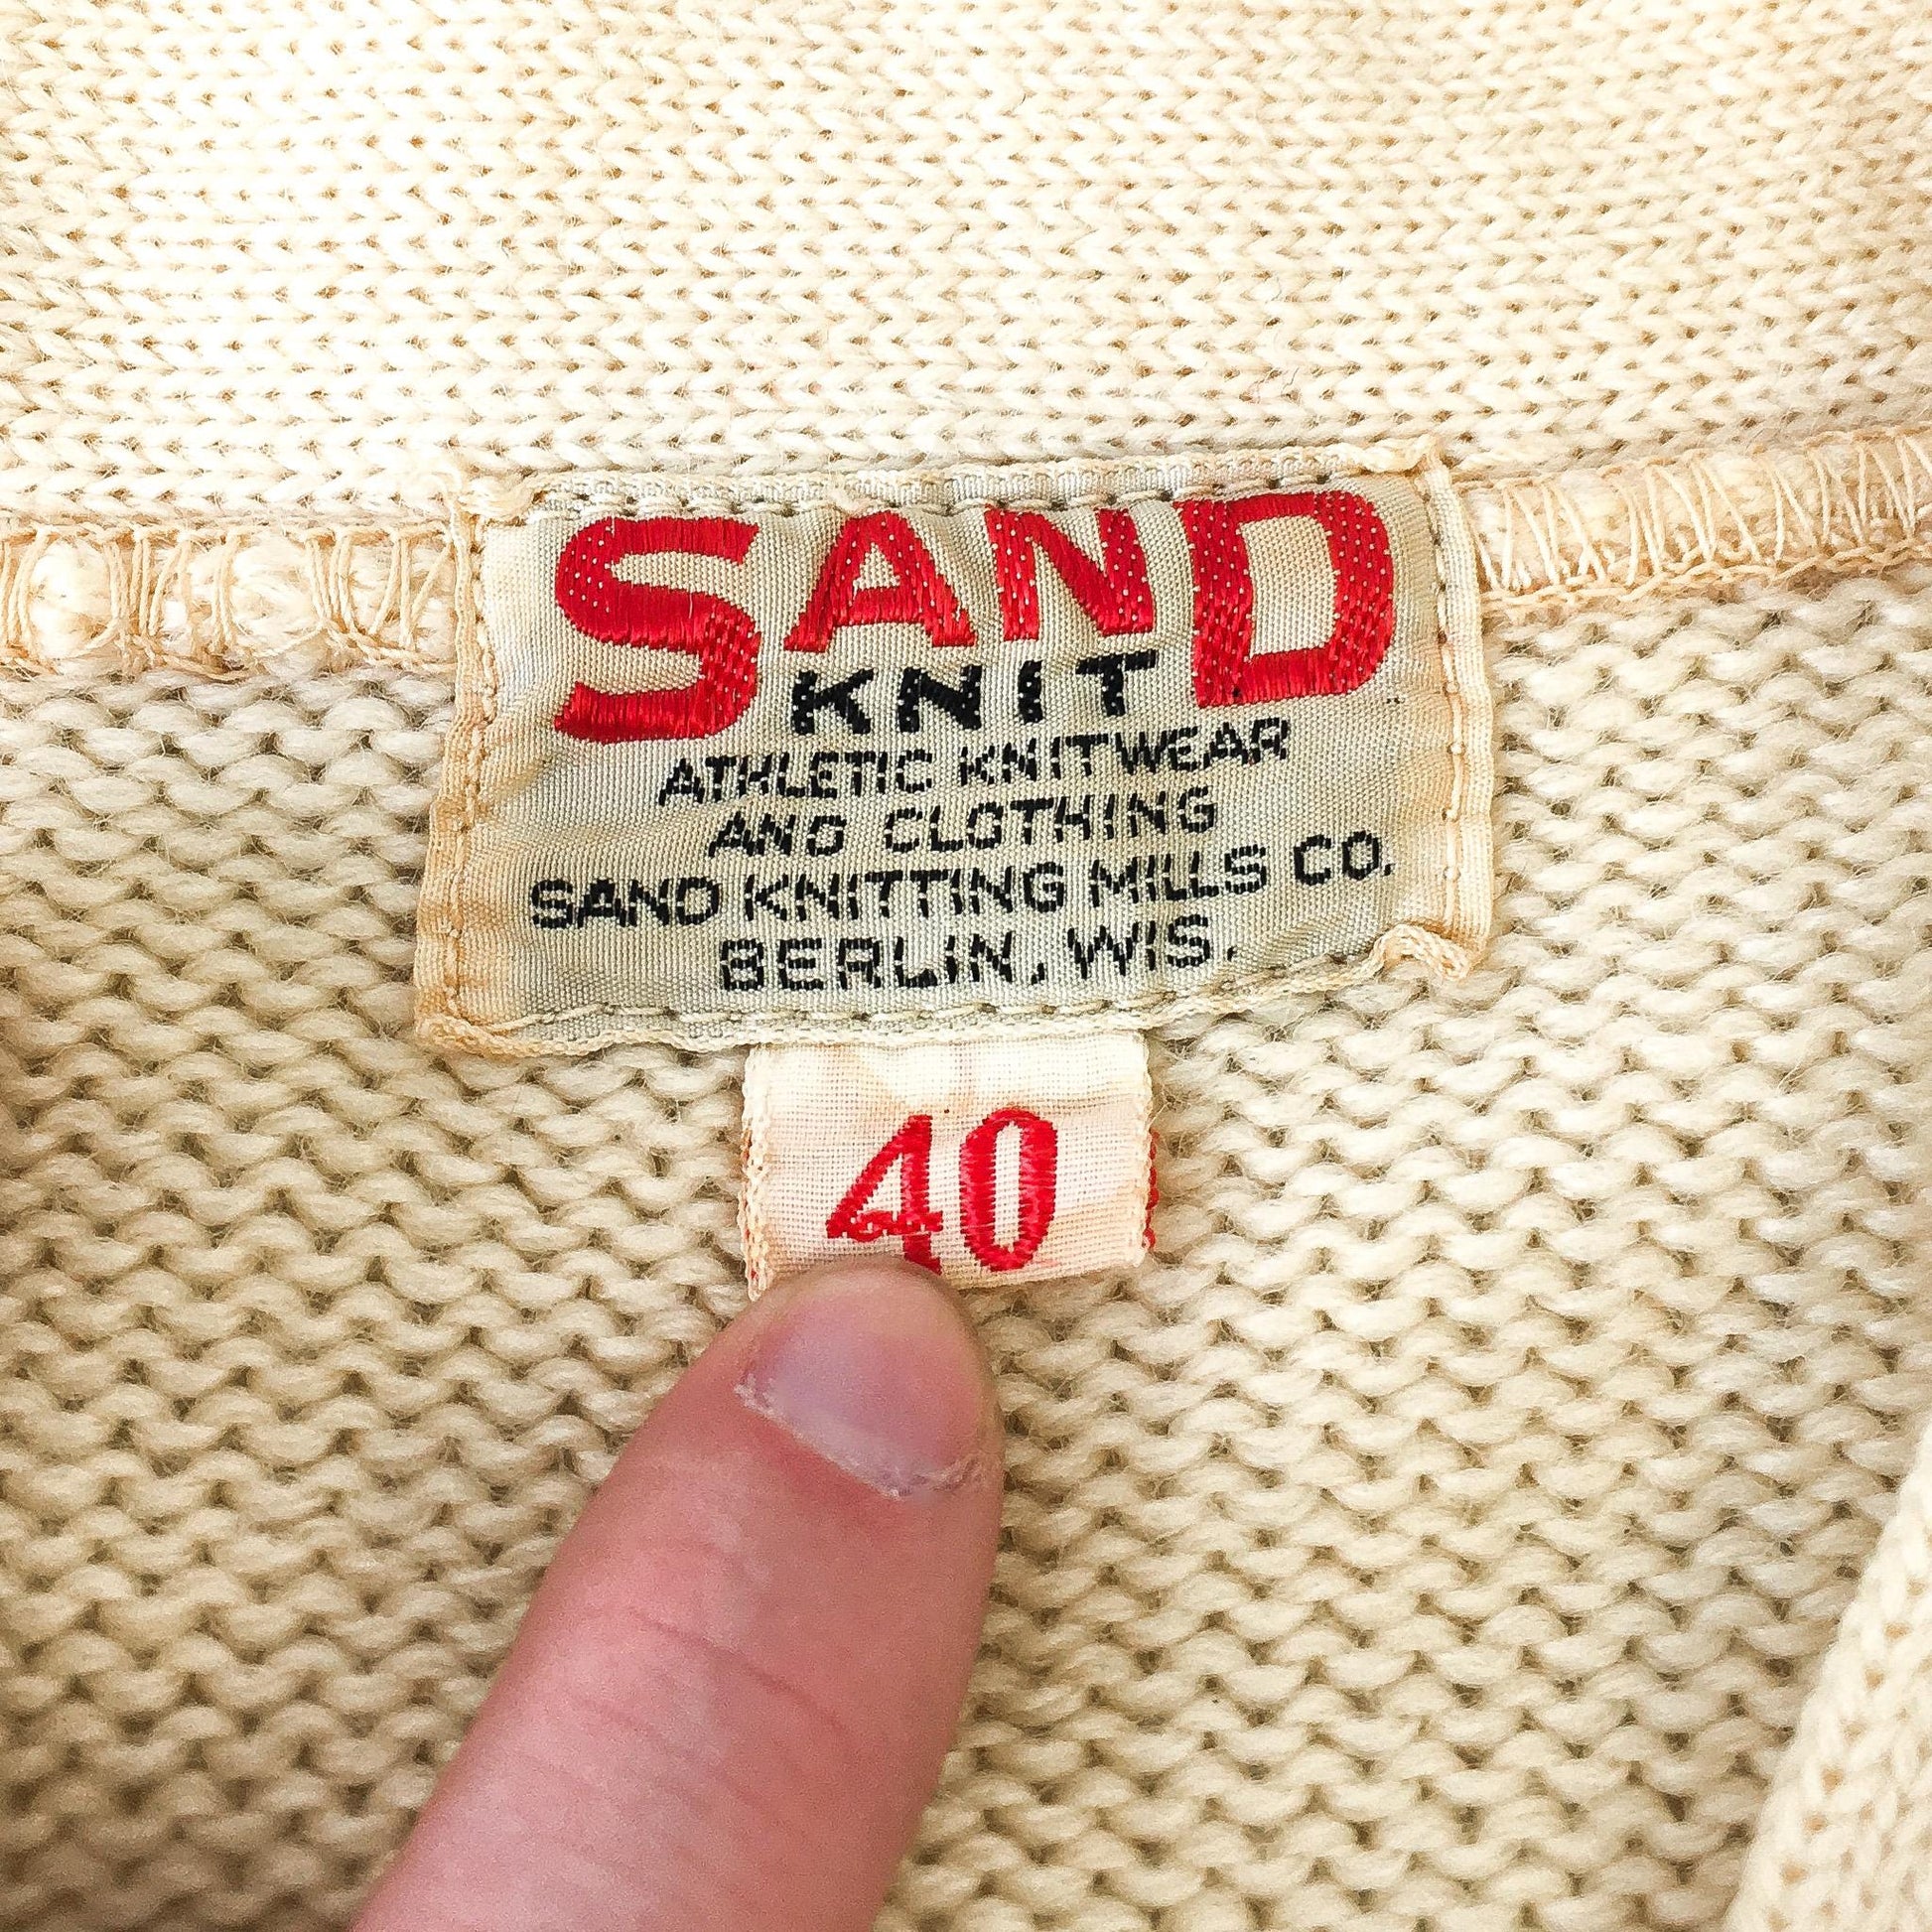 SAND
KNIT
ATHLETIC KNITWEAR
AND CLOTHING
SAND KNITTING MILLS CO.
BERLIN, WIS.
40